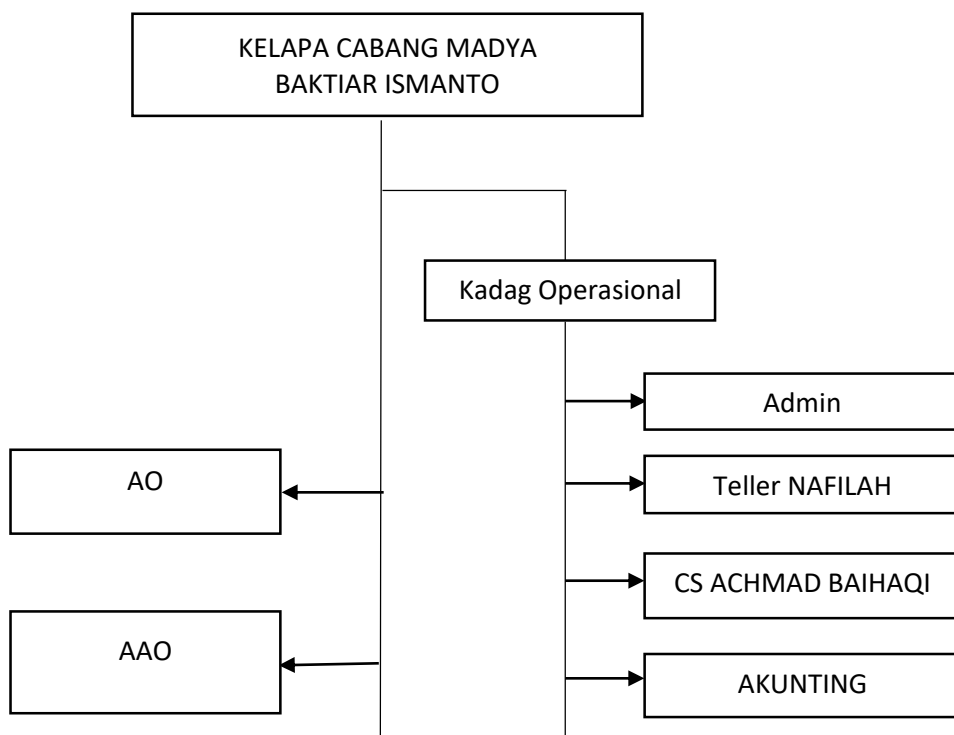 KELAPA CABANG MADYA
BAKTIAR ISMANTO
Kadag Operasional
Admin
AO
Teller NAFILAH
CS ACHMAD BAIHAQI
AAO
AKUNTING